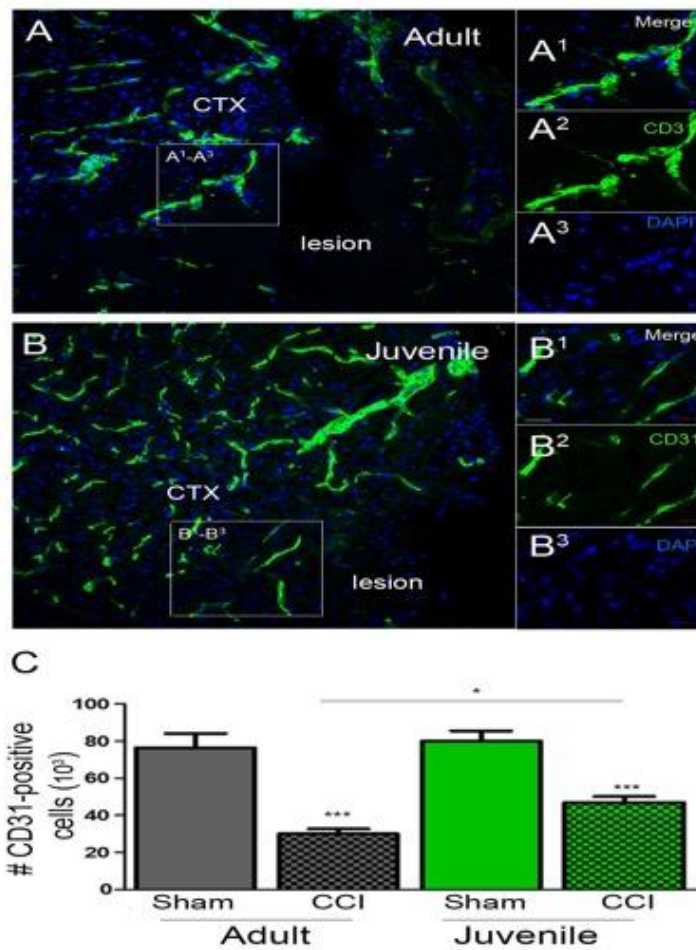 A
Adult
CTX
A¹-A³
lesion
Merge
A¹
A²
CD3
A³
DAPI
B
Juvenile
CTX
B¹-B³
lesion
Merge
B¹
B²
CD31
B³
DAP
C
# CD31-positive
cells (10³)
100
80
60
40
20
0
***
*
***
Sham
CCI
Sham
CCI
Adult
Juvenile